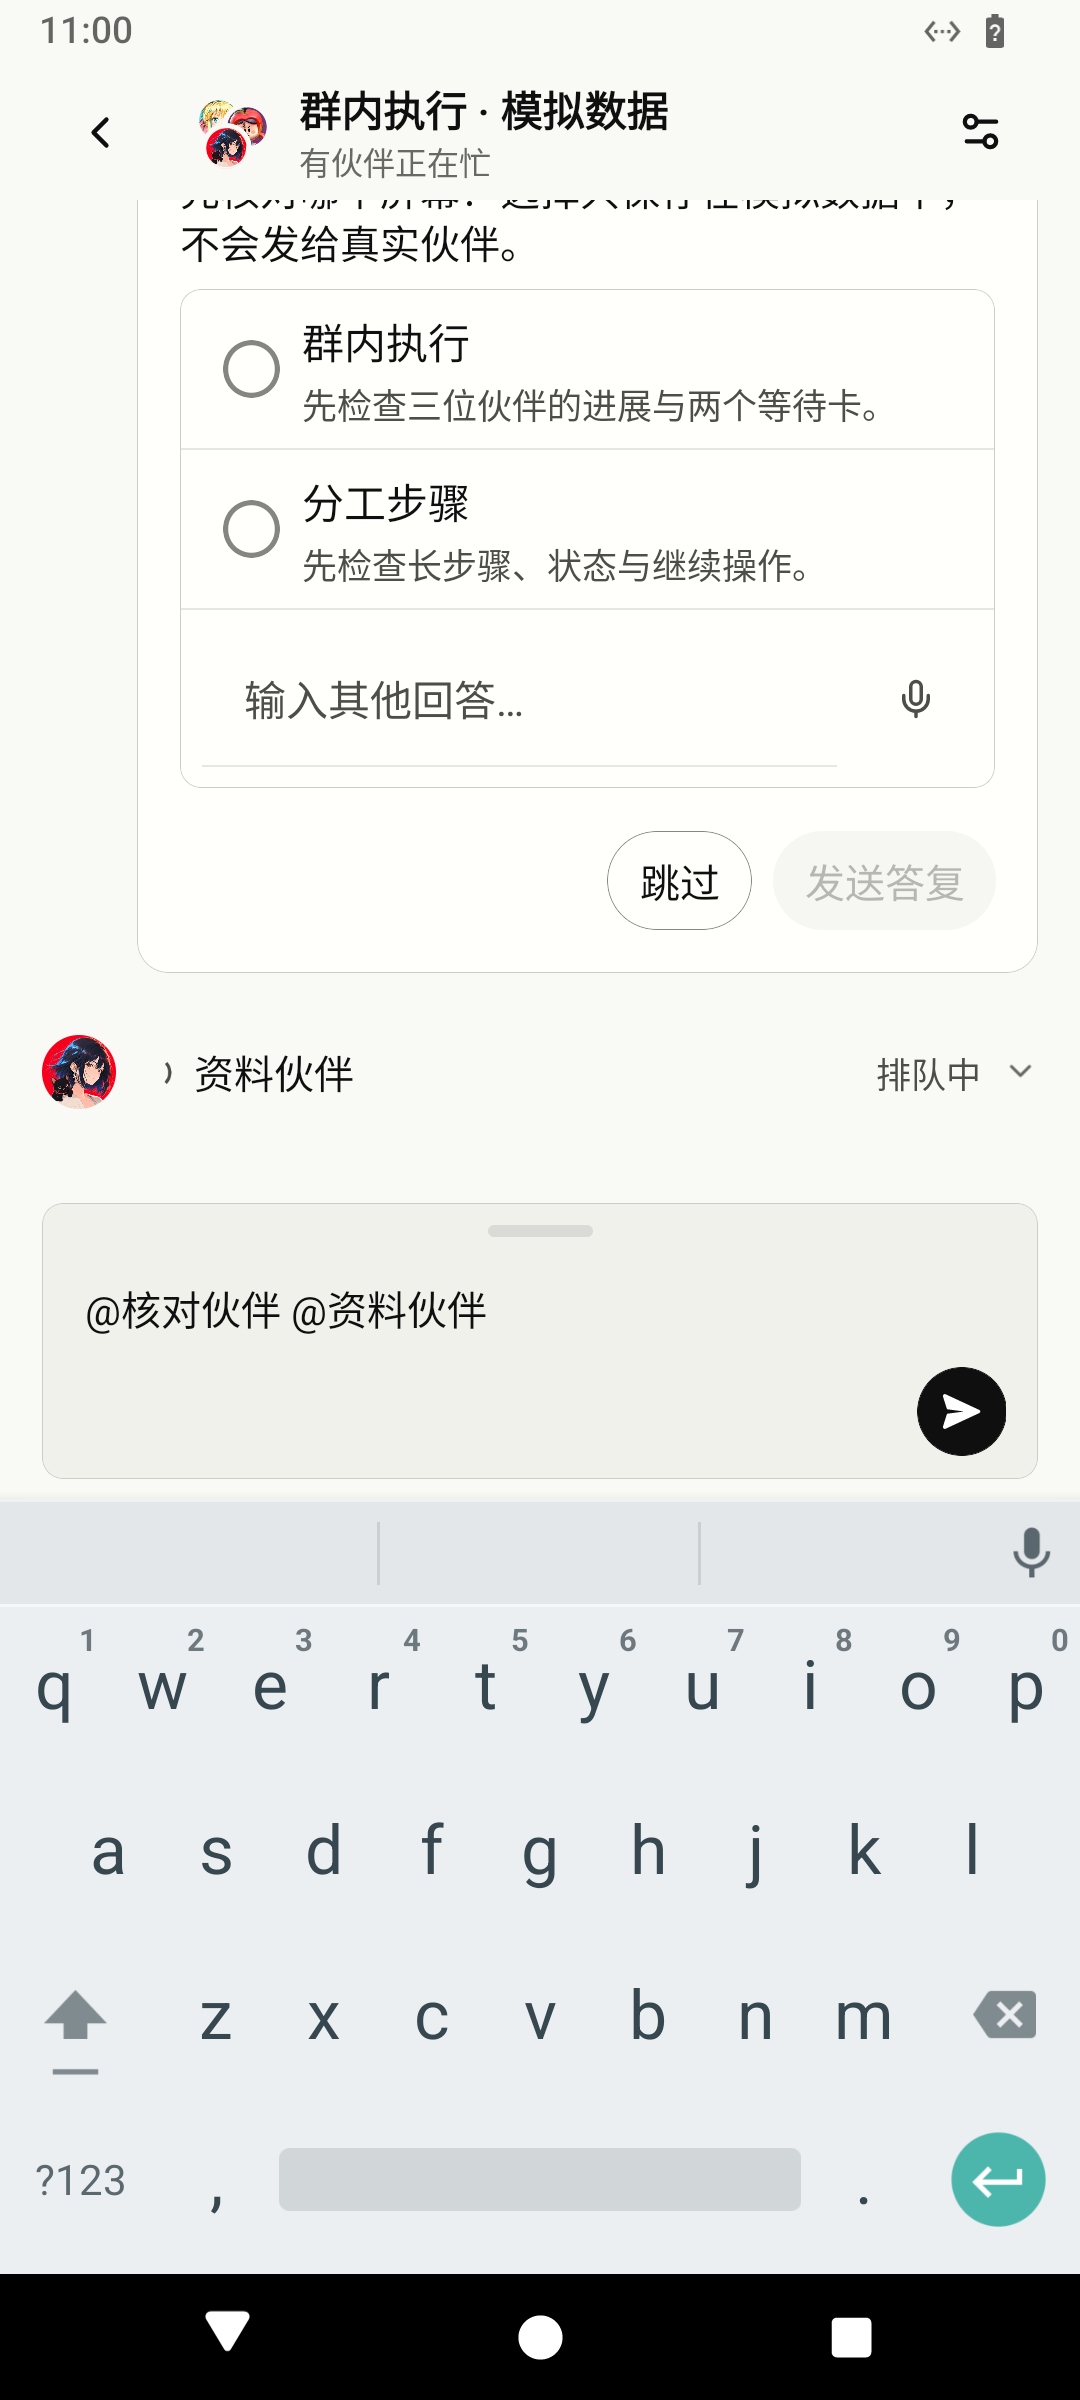 11:00
群内执行 · 模拟数据
有伙伴正在忙
不会发给真实伙伴。
群内执行
先检查三位伙伴的进展与两个等待卡。
分工步骤
先检查长步骤、状态与继续操作。
输入其他回答…
跳过
发送答复
资料伙伴
排队中
@核对伙伴 @资料伙伴
1 2 3 4 5 6 7 8 9 0
q w e r t y u i o p
a s d f g h j k l
z x c v b n m
?123 , .